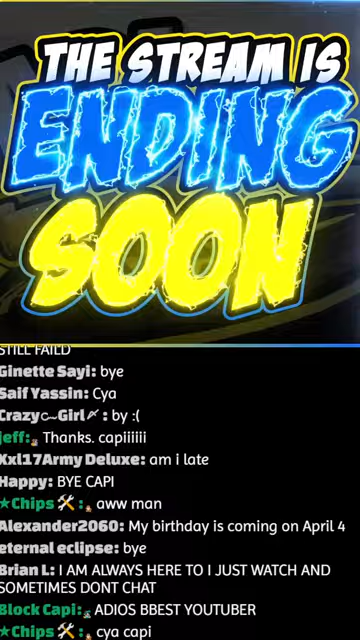 THE STREAM IS
ENDING
SOON
STILL FAILD
Ginette Sayi: bye
Saif Yassin: Cya
Crazy Girl : by :(
jeff: Thanks. capiiiiii
Xxl17Army Deluxe: am i late
Happy: BYE CAPI
★Chips 🛠: aww man
Alexander2060: My birthday is coming on April 4
eternal eclipse: bye
Brian L: I AM ALWAYS HERE TO I JUST WATCH AND
SOMETIMES DONT CHAT
Block Capi: ADIOS BBEST YOUTUBER
★Chips 🛠: cya capi